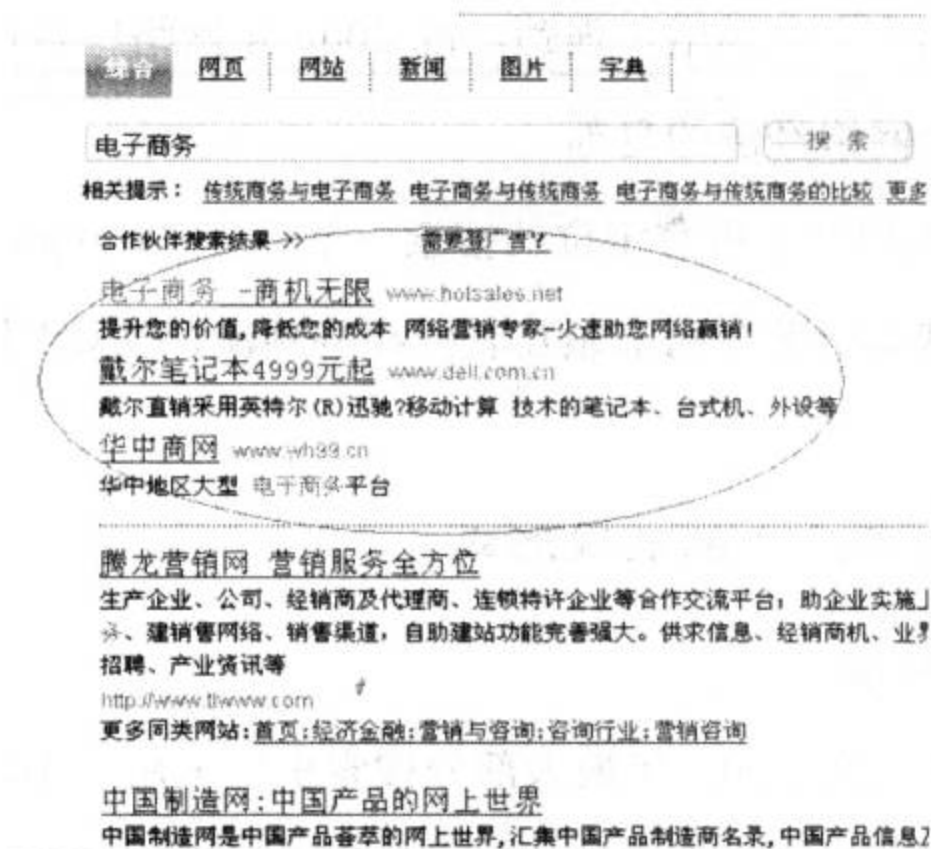 综合 网页 网站 新闻 图片 字典
电子商务 搜索
相关提示: 传统商务与电子商务 电子商务与传统商务 电子商务与传统商务的比较 更多
合作伙伴搜索结果 >> 需要登广告?
电子商务 -商机无限 www.hotsales.net
提升您的价值,降低您的成本 网络营销专家-火速助您网络赢销!
戴尔笔记本4999元起 www.dell.com.cn
戴尔直销采用英特尔(R)迅驰?移动计算 技术的笔记本、台式机、外设等
华中商网 www.wh99.cn
华中地区大型 电子商务平台
腾龙营销网 营销服务全方位
生产企业、公司、经销商及代理商、连锁特许企业等合作交流平台; 助企业实施
务、建销售网络、销售渠道,自助建站功能完善强大。供求信息、经销商机、业
招聘、产业资讯等
http://www.tlwww.com
更多同类网站:首页:经济金融:营销与咨询:咨询行业:营销咨询
中国制造网:中国产品的网上世界
中国制造网是中国产品荟萃的网上世界,汇集中国产品制造商名录,中国产品信息